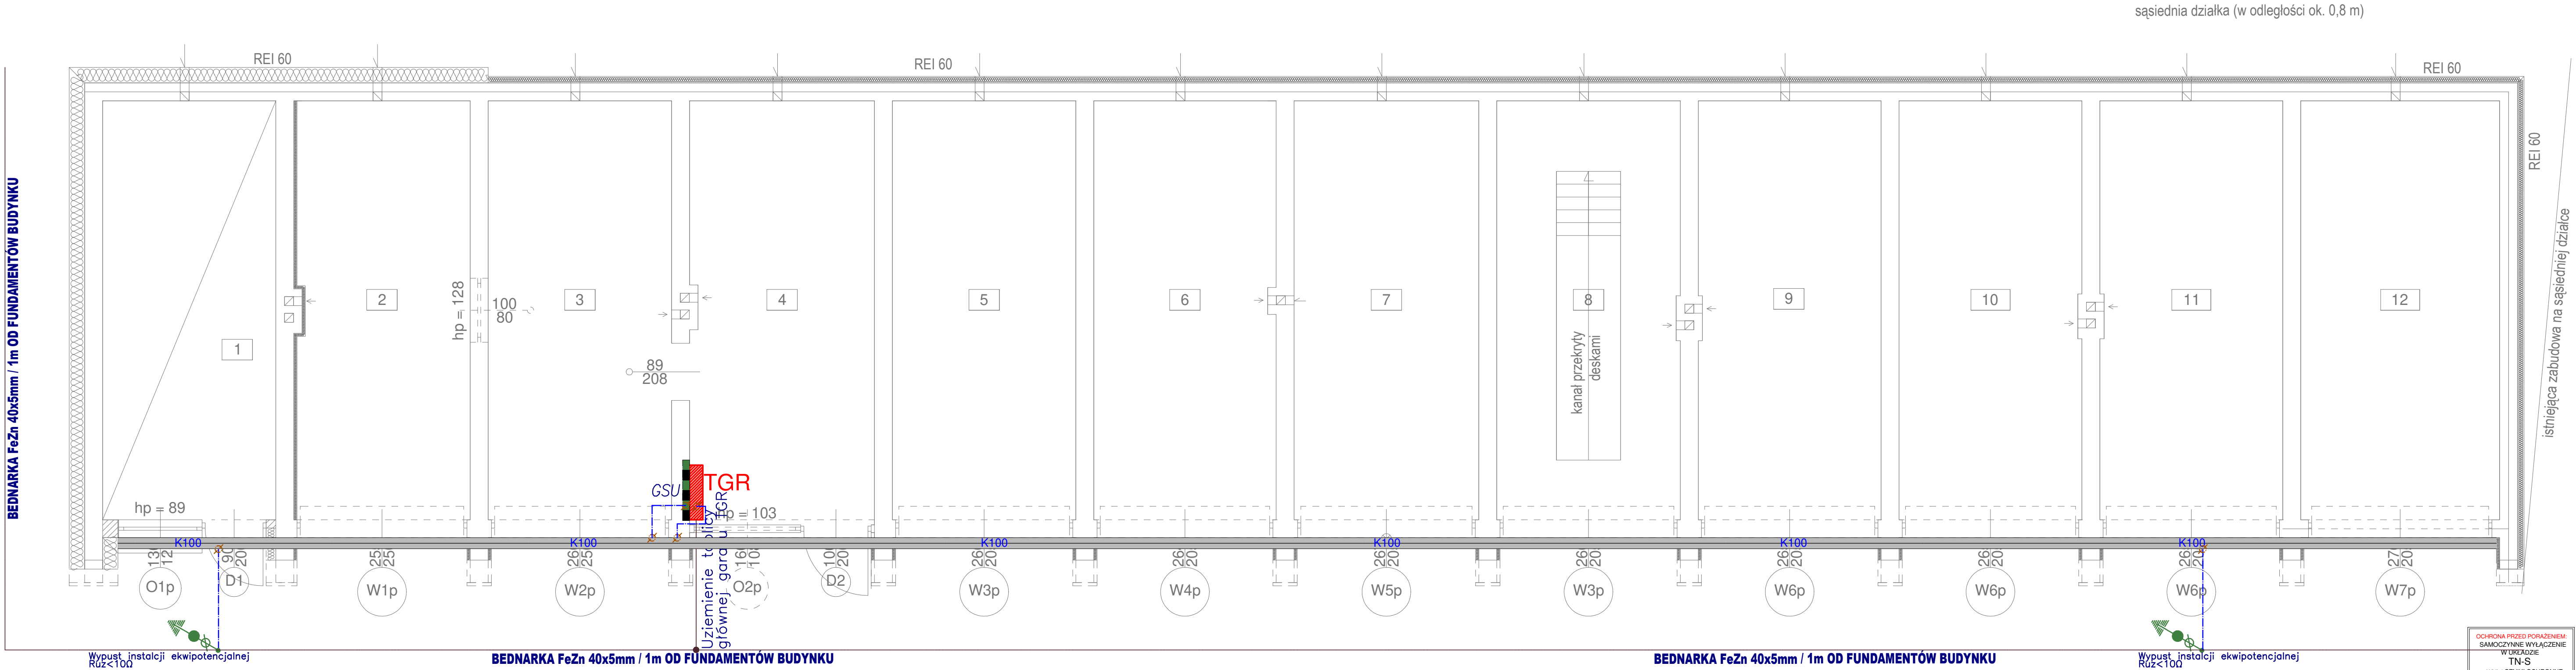 sąsiednia działka (w odległości ok. 0,8 m)
REI 60
REI 60
REI 60
REI 60
istniejąca zabudowa na sąsiedniej działce
BEDNARKA FeZn 40x5mm / 1m OD FUNDAMENTÓW BUDYNKU
1
2
3
4
5
6
7
8
9
10
11
12
hp = 128
100
80
89
208
kanał przekryty
deskami
hp = 89
GSU
TGR
hp = 103
Uziemienie tablicy
głównej garażu TGR
K100
K100
K100
K100
K100
K100
O1p
D1
W1p
W2p
O2p
D2
W3p
W4p
W5p
W3p
W6p
W6p
W6p
W7p
Wypust instalcji ekwipotencjalnej
Ruz<10Ω
BEDNARKA FeZn 40x5mm / 1m OD FUNDAMENTÓW BUDYNKU
BEDNARKA FeZn 40x5mm / 1m OD FUNDAMENTÓW BUDYNKU
Wypust instalcji ekwipotencjalnej
Ruz<10Ω
OCHRONA PRZED PORAŻENIEM:
SAMOCZYNNE WYŁĄCZENIE
W UKŁADZIE
TN-S